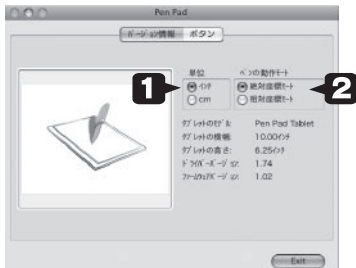 Pen Pad
バージョン情報 ボタン
単位 ペンの動作モード
1 インチ 絶対座標モード 2
cm 相対座標モード
タブレットのモデル: Pen Pad Tablet
タブレットの横幅: 10.00インチ
タブレットの高さ: 6.25インチ
ドライバーバージョン: 1.74
ファームウェアバージョン: 1.02
Exit